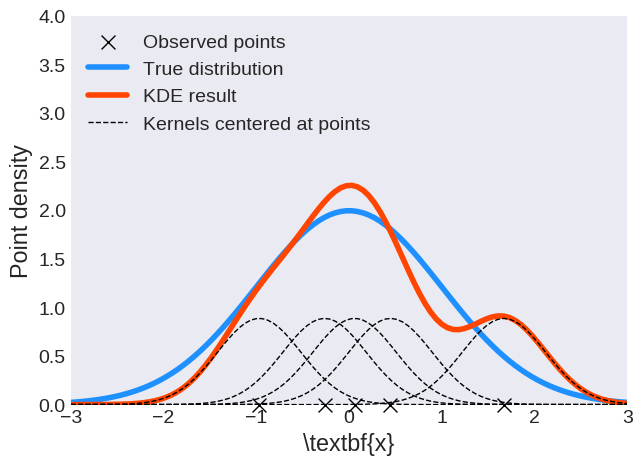 4.0
3.5
3.0
2.5
2.0
1.5
1.0
0.5
0.0
Point density
Observed points
True distribution
KDE result
Kernels centered at points
−3 −2 −1 0 1 2 3
\textbf{x}